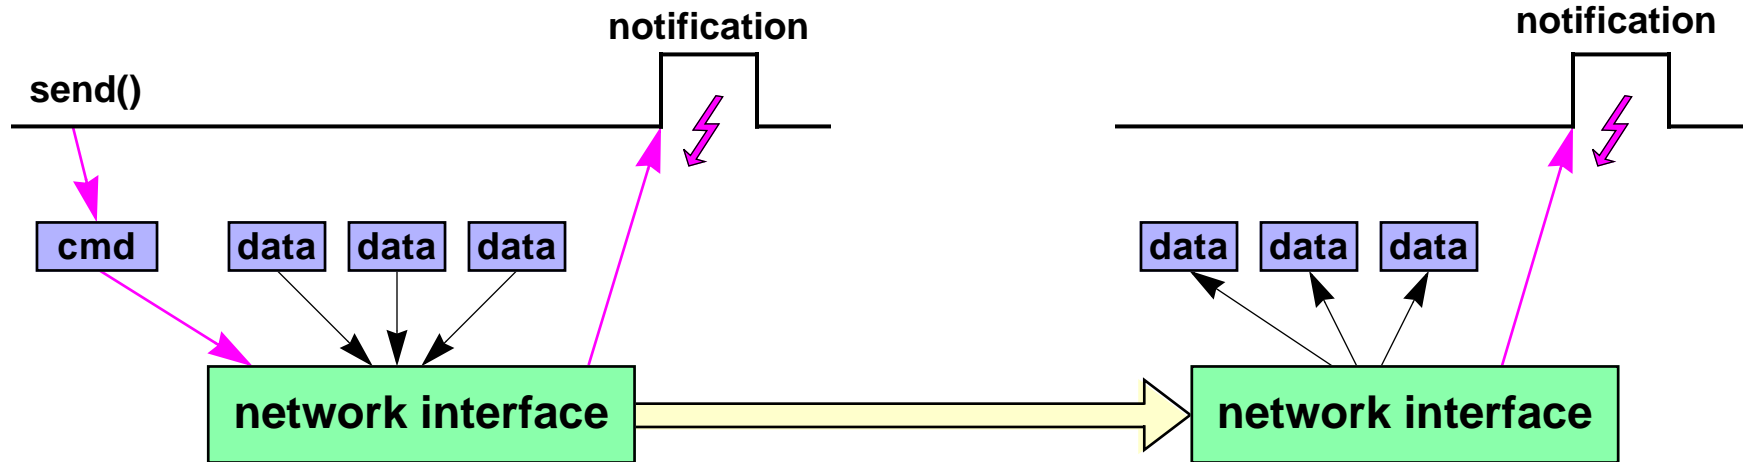 notification
notification
send()
cmd
data
data
data
data
data
data
network interface
network interface